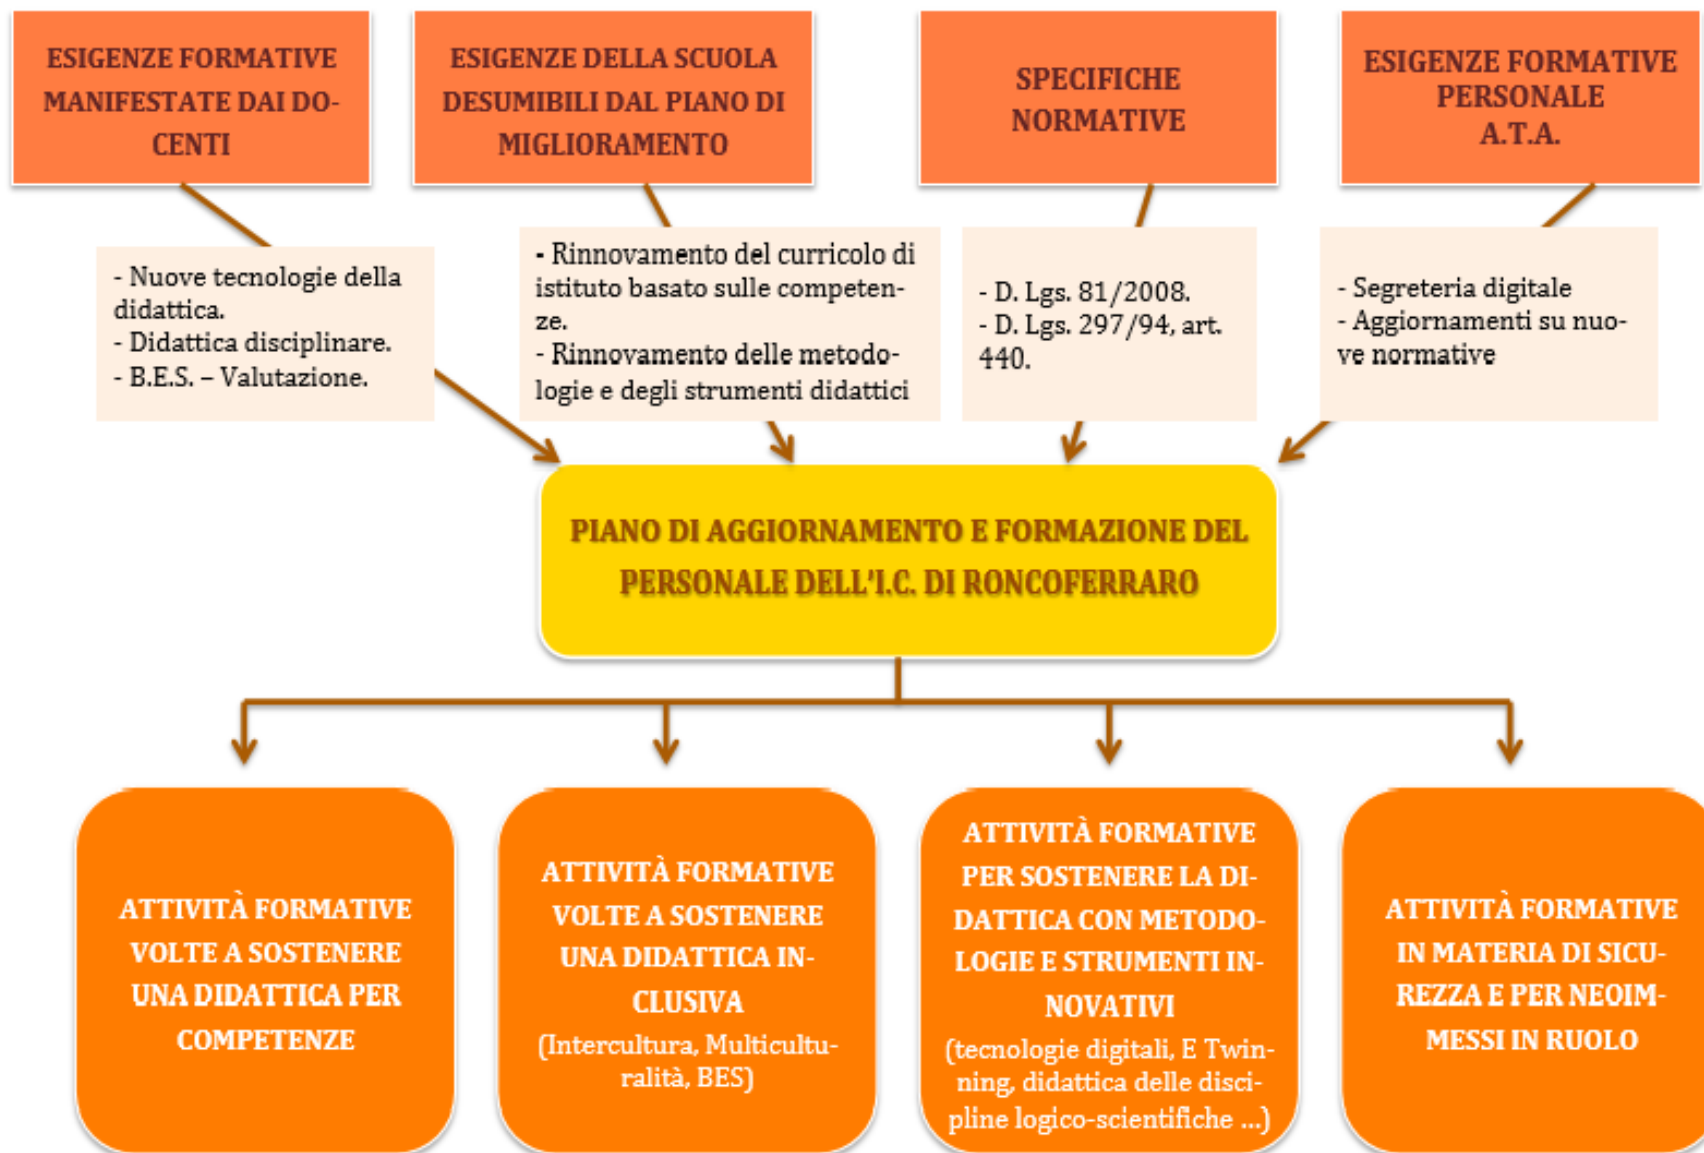 ESIGENZE FORMATIVE
MANIFESTATE DAI DO-
CENTI
ESIGENZE DELLA SCUOLA
DESUMIBILI DAL PIANO DI
MIGLIORAMENTO
SPECIFICHE
NORMATIVE
ESIGENZE FORMATIVE
PERSONALE
A.T.A.
- Nuove tecnologie della
didattica.
- Didattica disciplinare.
- B.E.S. – Valutazione.
- Rinnovamento del curricolo di
istituto basato sulle competen-
ze.
- Rinnovamento delle metodo-
logie e degli strumenti didattici
- D. Lgs. 81/2008.
- D. Lgs. 297/94, art.
440.
- Segreteria digitale
- Aggiornamenti su nuo-
ve normative
PIANO DI AGGIORNAMENTO E FORMAZIONE DEL
PERSONALE DELL'I.C. DI RONCOFERRARO
ATTIVITÀ FORMATIVE
VOLTE A SOSTENERE
UNA DIDATTICA PER
COMPETENZE
ATTIVITÀ FORMATIVE
VOLTE A SOSTENERE
UNA DIDATTICA IN-
CLUSIVA
(Intercultura, Multicultu-
ralità, BES)
ATTIVITÀ FORMATIVE
PER SOSTENERE LA DI-
DATTICA CON METODO-
LOGIE E STRUMENTI IN-
NOVATIVI
(tecnologie digitali, E Twin-
ning, didattica delle disci-
pline logico-scientifiche ...)
ATTIVITÀ FORMATIVE
IN MATERIA DI SICU-
REZZA E PER NEOIM-
MESSI IN RUOLO